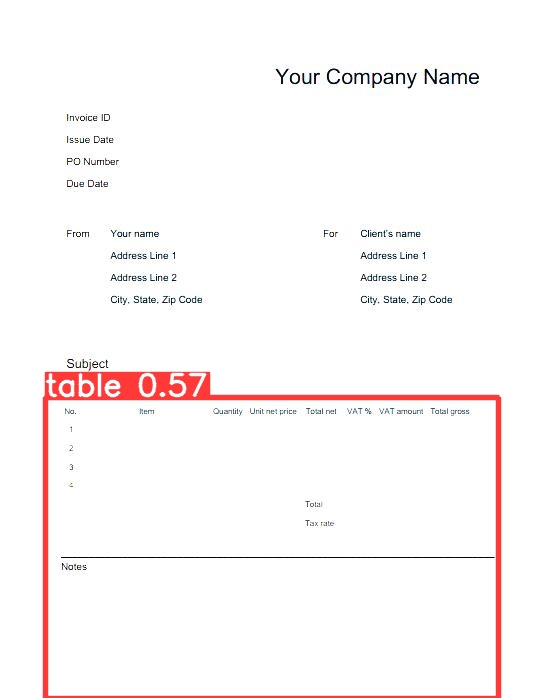 Your Company Name
Invoice ID
Issue Date
PO Number
Due Date
From Your name For Client's name
Address Line 1 Address Line 1
Address Line 2 Address Line 2
City, State, Zip Code City, State, Zip Code
Subject
table 0.57
No. Item Quantity Unit net price Total net VAT % VAT amount Total gross
1
2
3
4
Total
Tax rate
Notes